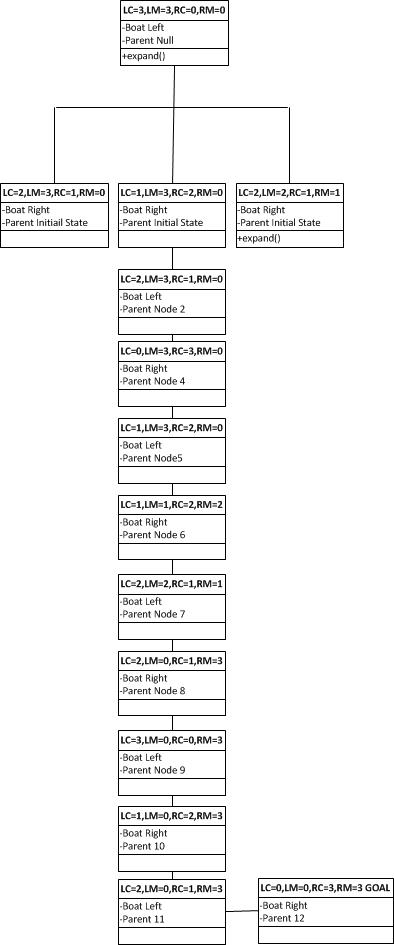 LC=3,LM=3,RC=0,RM=0
-Boat Left
-Parent Null
+expand()
LC=2,LM=3,RC=1,RM=0
-Boat Right
-Parent Initiail State
LC=1,LM=3,RC=2,RM=0
-Boat Right
-Parent Initial State
LC=2,LM=2,RC=1,RM=1
-Boat Right
-Parent Initial State
+expand()
LC=2,LM=3,RC=1,RM=0
-Boat Left
-Parent Node 2
LC=0,LM=3,RC=3,RM=0
-Boat Right
-Parent Node 4
LC=1,LM=3,RC=2,RM=0
-Boat Left
-Parent Node5
LC=1,LM=1,RC=2,RM=2
-Boat Right
-Parent Node 6
LC=2,LM=2,RC=1,RM=1
-Boat Left
-Parent Node 7
LC=2,LM=0,RC=1,RM=3
-Boat Right
-Parent Node 8
LC=3,LM=0,RC=0,RM=3
-Boat Left
-Parent Node 9
LC=1,LM=0,RC=2,RM=3
-Boat Right
-Parent 10
LC=2,LM=0,RC=1,RM=3
-Boat Left
-Parent 11
LC=0,LM=0,RC=3,RM=3 GOAL
-Boat Right
-Parent 12